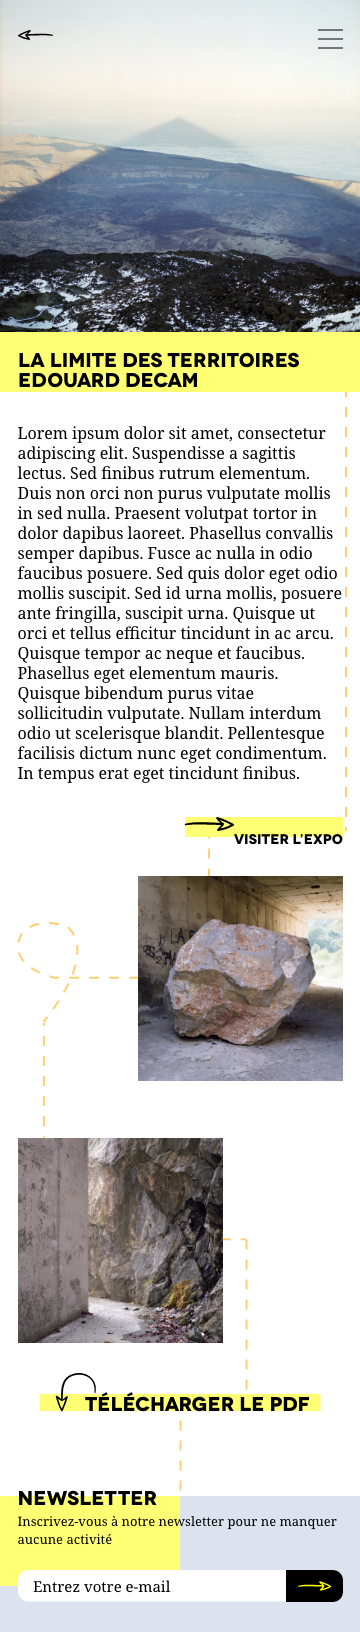 LA LIMITE DES TERRITOIRES
EDOUARD DECAM
Lorem ipsum dolor sit amet, consectetur
adipiscing elit. Suspendisse a sagittis
lectus. Sed finibus rutrum elementum.
Duis non orci non purus vulputate mollis
in sed nulla. Praesent volutpat tortor in
dolor dapibus laoreet. Phasellus convallis
semper dapibus. Fusce ac nulla in odio
faucibus posuere. Sed quis dolor eget odio
mollis suscipit. Sed id urna mollis, posuere
ante fringilla, suscipit urna. Quisque ut
orci et tellus efficitur tincidunt in ac arcu.
Quisque tempor ac neque et faucibus.
Phasellus eget elementum mauris.
Quisque bibendum purus vitae
sollicitudin vulputate. Nullam interdum
odio ut scelerisque blandit. Pellentesque
facilisis dictum nunc eget condimentum.
In tempus erat eget tincidunt finibus.
VISITER L'EXPO
TÉLÉCHARGER LE PDF
NEWSLETTER
Inscrivez-vous à notre newsletter pour ne manquer
aucune activité
Entrez votre e-mail